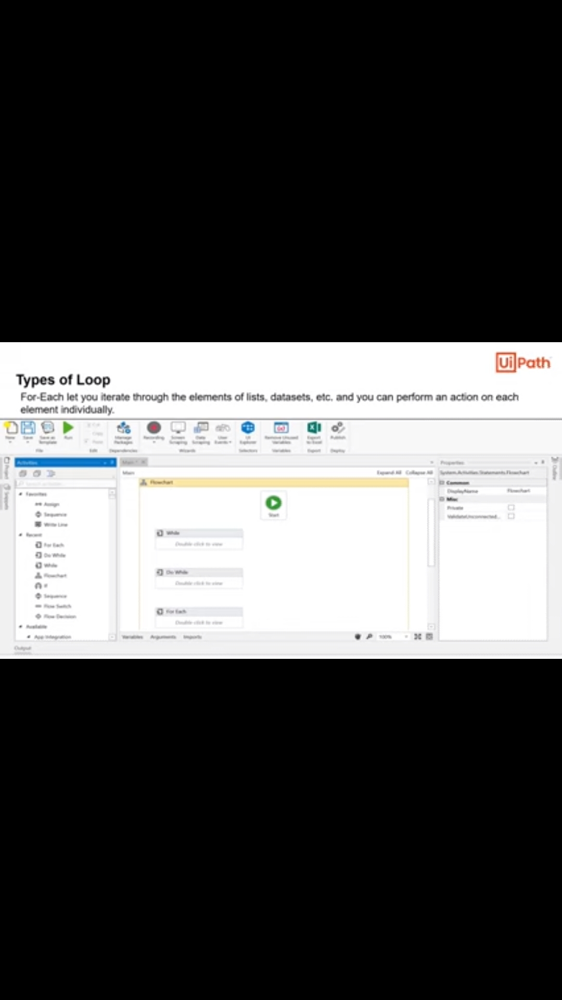 UiPath
Types of Loop
For-Each let you iterate through the elements of lists, datasets, etc. and you can perform an action on each
element individually.
New
Save
Save as
Template
Run
Cut
Copy
Paste
Manage
Packages
Recording
Screen
Scraping
Data
Scraping
User
Events
UI
Explorer
Remove Unused
Variables
Export
to Excel
Publish
File
Edit
Dependencies
Wizards
Selectors
Variables
Export
Deploy
Project
Snippets
Activities
Search activities
Favorites
Assign
Sequence
Write Line
Recent
For Each
Do While
While
Flowchart
If
Sequence
Flow Switch
Flow Decision
Available
App Integration
Main
Main
Expand All
Collapse All
Flowchart
Start
While
Double click to view
Do While
Double click to view
For Each
Double click to view
Variables
Arguments
Imports
100%
Properties
System.Activities.Statements.Flowchart
Common
DisplayName
Flowchart
Misc
Private
ValidateUnconnected...
Outline
Output